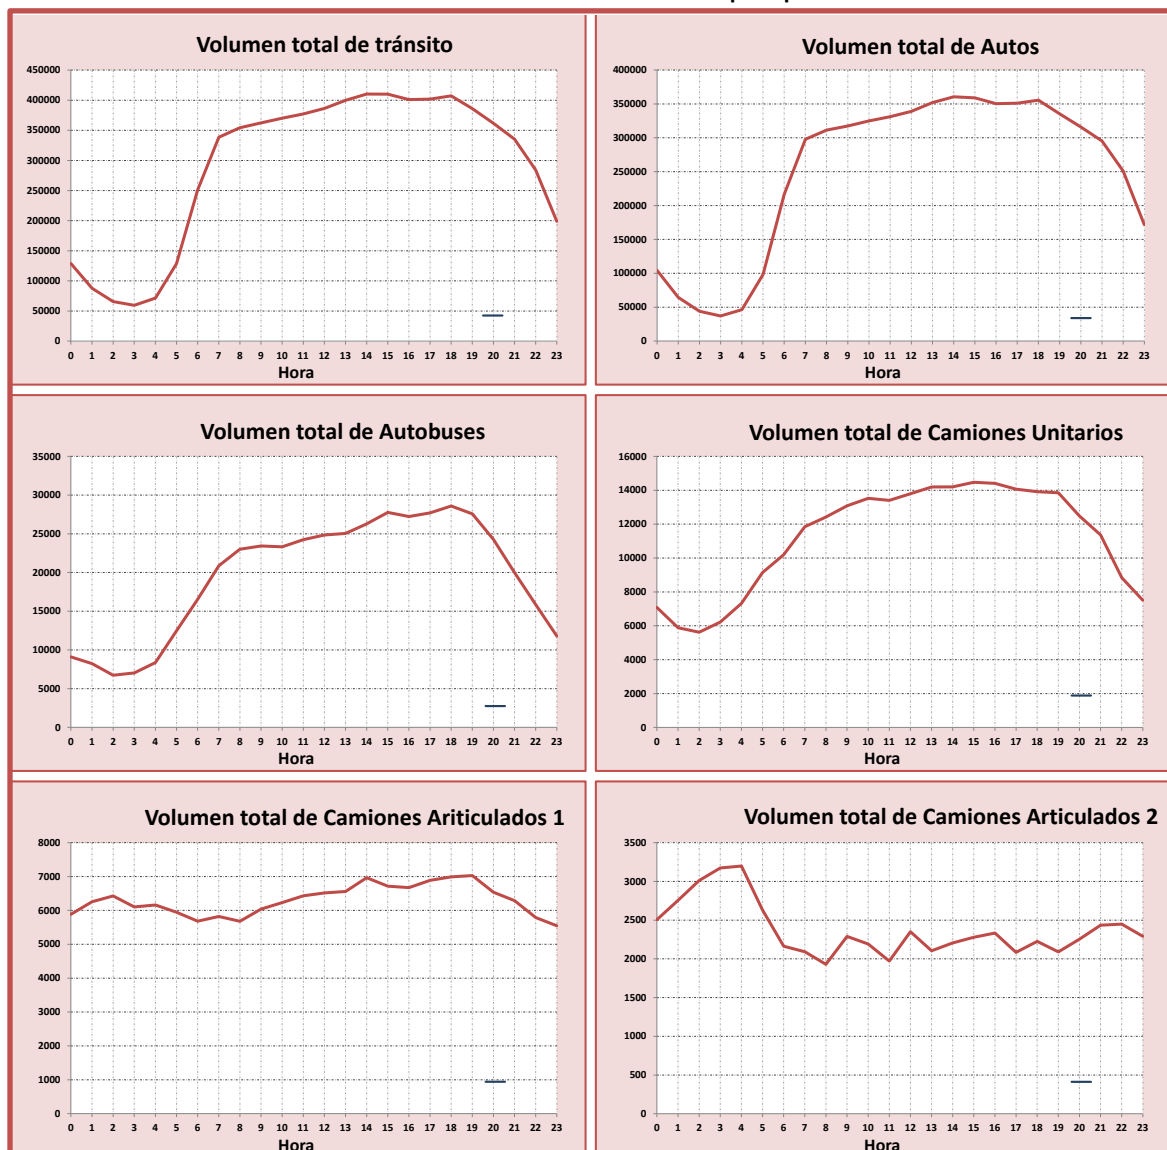 Volumen total de tránsito
450000
400000
350000
300000
250000
200000
150000
100000
50000
0
0 1 2 3 4 5 6 7 8 9 10 11 12 13 14 15 16 17 18 19 20 21 22 23
Hora
Volumen total de Autos
400000
350000
300000
250000
200000
150000
100000
50000
0
0 1 2 3 4 5 6 7 8 9 10 11 12 13 14 15 16 17 18 19 20 21 22 23
Hora
Volumen total de Autobuses
35000
30000
25000
20000
15000
10000
5000
0
0 1 2 3 4 5 6 7 8 9 10 11 12 13 14 15 16 17 18 19 20 21 22 23
Hora
Volumen total de Camiones Unitarios
16000
14000
12000
10000
8000
6000
4000
2000
0
0 1 2 3 4 5 6 7 8 9 10 11 12 13 14 15 16 17 18 19 20 21 22 23
Hora
Volumen total de Camiones Ariticulados 1
8000
7000
6000
5000
4000
3000
2000
1000
0
0 1 2 3 4 5 6 7 8 9 10 11 12 13 14 15 16 17 18 19 20 21 22 23
Hora
Volumen total de Camiones Articulados 2
3500
3000
2500
2000
1500
1000
500
0
0 1 2 3 4 5 6 7 8 9 10 11 12 13 14 15 16 17 18 19 20 21 22 23
Hora